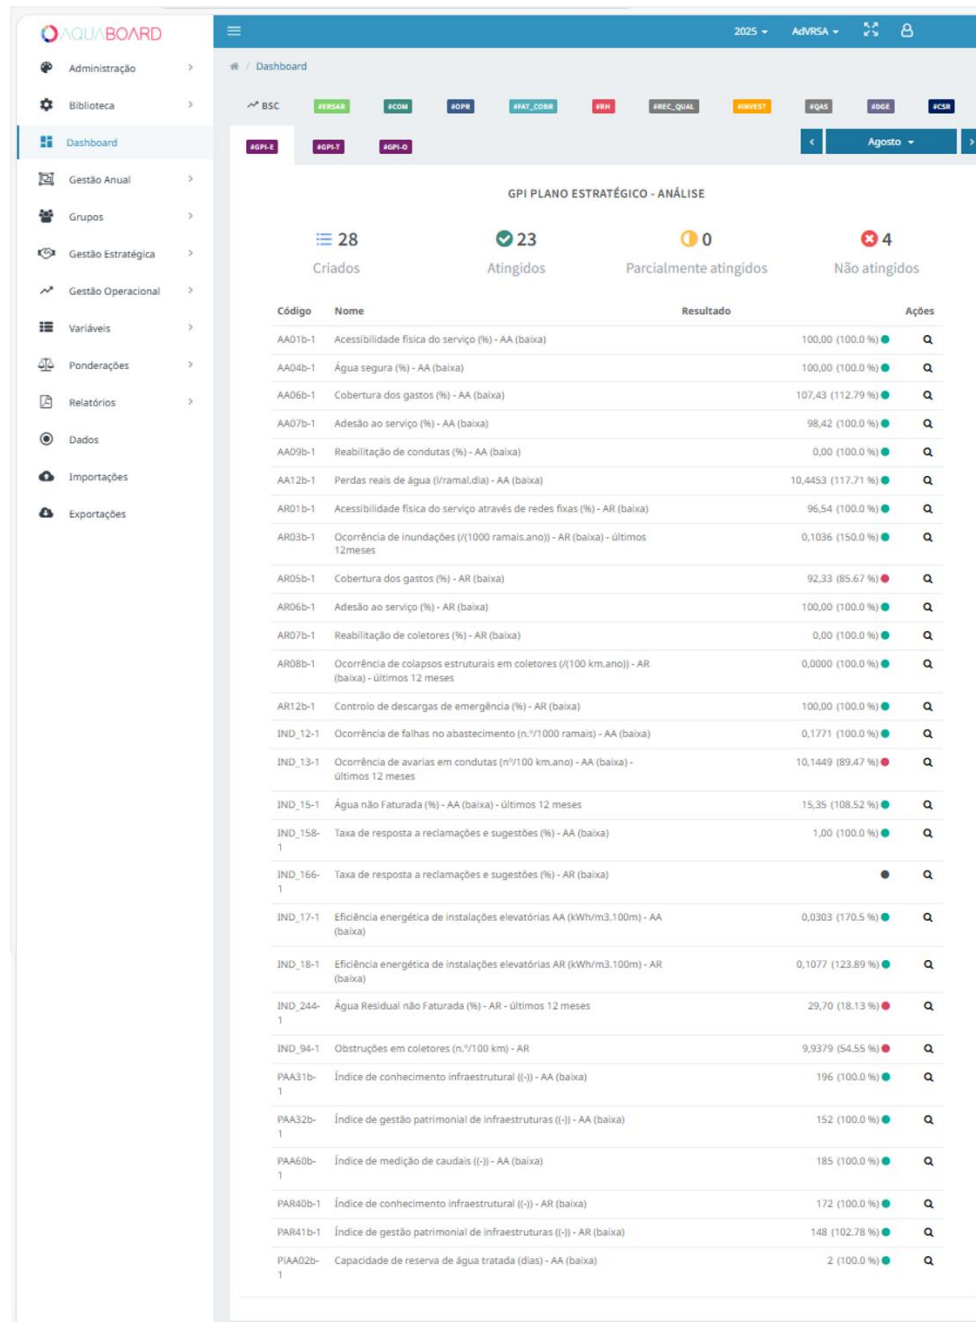 AQUABOARD
2025
AdVRSA
Administração
Biblioteca
Dashboard
Gestão Anual
Grupos
Gestão Estratégica
Gestão Operacional
Variáveis
Ponderações
Relatórios
Dados
Importações
Exportações
/ Dashboard
BSC #ERSAR #COM #OPR #FAT_COBR #RH #REC_QUAL #INVEST #QAS #DGE #CSR
#GPI-E #GPI-T #GPI-O
< Agosto >
GPI PLANO ESTRATÉGICO - ANÁLISE
28 23 0 4
Criados Atingidos Parcialmente atingidos Não atingidos
Código Nome Resultado Ações
AA01b-1 Acessibilidade física do serviço (%) - AA (baixa) 100,00 (100.0 %)
AA04b-1 Água segura (%) - AA (baixa) 100,00 (100.0 %)
AA06b-1 Cobertura dos gastos (%) - AA (baixa) 107,43 (112.79 %)
AA07b-1 Adesão ao serviço (%) - AA (baixa) 98,42 (100.0 %)
AA09b-1 Reabilitação de condutas (%) - AA (baixa) 0,00 (100.0 %)
AA12b-1 Perdas reais de água (l/ramal.dia) - AA (baixa) 10,4453 (117.71 %)
AR01b-1 Acessibilidade física do serviço através de redes fixas (%) - AR (baixa) 96,54 (100.0 %)
AR03b-1 Ocorrência de inundações (/(1000 ramais.ano)) - AR (baixa) - últimos 0,1036 (150.0 %)
12meses
AR05b-1 Cobertura dos gastos (%) - AR (baixa) 92,33 (85.67 %)
AR06b-1 Adesão ao serviço (%) - AR (baixa) 100,00 (100.0 %)
AR07b-1 Reabilitação de coletores (%) - AR (baixa) 0,00 (100.0 %)
AR08b-1 Ocorrência de colapsos estruturais em coletores (/(100 km.ano)) - AR 0,0000 (100.0 %)
(baixa) - últimos 12 meses
AR12b-1 Controlo de descargas de emergência (%) - AR (baixa) 100,00 (100.0 %)
IND_12-1 Ocorrência de falhas no abastecimento (n.º/1000 ramais) - AA (baixa) 0,1771 (100.0 %)
IND_13-1 Ocorrência de avarias em condutas (nº/100 km.ano) - AA (baixa) - 10,1449 (89.47 %)
últimos 12 meses
IND_15-1 Água não Faturada (%) - AA (baixa) - últimos 12 meses 15,35 (108.52 %)
IND_158- Taxa de resposta a reclamações e sugestões (%) - AA (baixa) 1,00 (100.0 %)
1
IND_166- Taxa de resposta a reclamações e sugestões (%) - AR (baixa)
1
IND_17-1 Eficiência energética de instalações elevatórias AA (kWh/m3.100m) - AA 0,0303 (170.5 %)
(baixa)
IND_18-1 Eficiência energética de instalações elevatórias AR (kWh/m3.100m) - AR 0,1077 (123.89 %)
(baixa)
IND_244- Água Residual não Faturada (%) - AR - últimos 12 meses 29,70 (18.13 %)
1
IND_94-1 Obstruções em coletores (n.º/100 km) - AR 9,9379 (54.55 %)
PAA31b- Índice de conhecimento infraestrutural ((-)) - AA (baixa) 196 (100.0 %)
1
PAA32b- Índice de gestão patrimonial de infraestruturas ((-)) - AA (baixa) 152 (100.0 %)
1
PAA60b- Índice de medição de caudais ((-)) - AA (baixa) 185 (100.0 %)
1
PAR40b-1 Índice de conhecimento infraestrutural ((-)) - AR (baixa) 172 (100.0 %)
PAR41b-1 Índice de gestão patrimonial de infraestruturas ((-)) - AR (baixa) 148 (102.78 %)
PiAA02b- Capacidade de reserva de água tratada (dias) - AA (baixa) 2 (100.0 %)
1